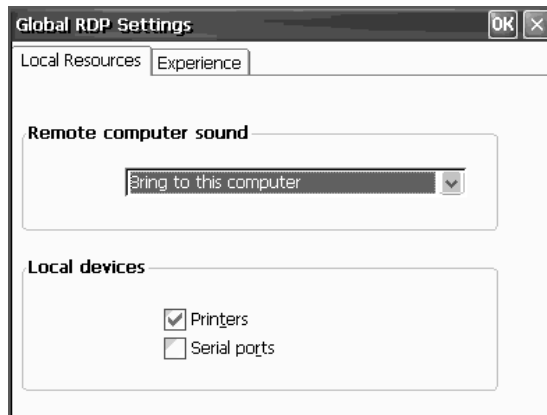 Global RDP Settings OK
Local Resources Experience
Remote computer sound
Bring to this computer
Local devices
Printers
Serial ports